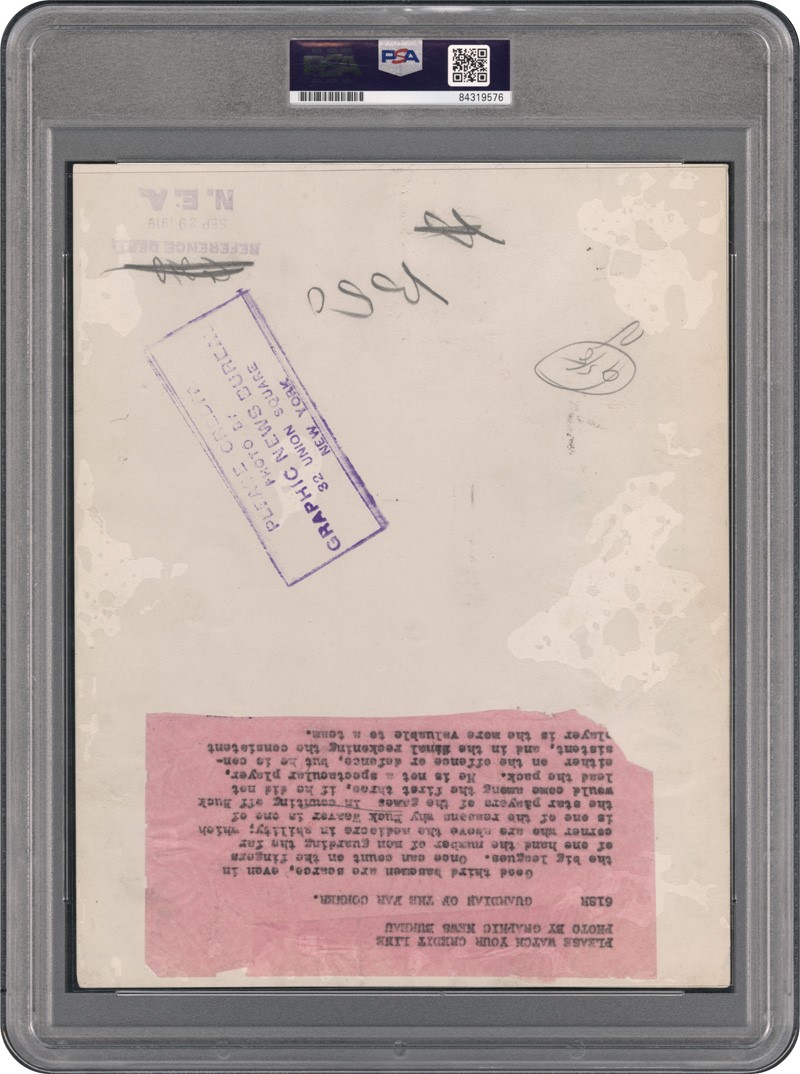 PSA
84319576
N.E.A.
SEP 29 1919
REFERENCE DEPT
PLEASE CREDIT
PHOTO BY
GRAPHIC NEWS BUREAU
32 UNION SQUARE
NEW YORK
PLEASE WATCH YOUR CREDIT LINE
PHOTO BY GRAPHIC NEWS BUREAU
612H GUARDIAN OF THE FAR CORNER.
Good third basemen are scarce, even in
the big leagues. Once can count on the fingers
of one hand the number of men guarding the far
corner who are above the mediocre in ability; which
is one of the reasons why Buck Weaver is one of
the star players of the game. In counting off Buck
would come among the first three, if he did not
lead the pack. He is not a spectacular player,
either on the offence or defence, but he is con-
sistent, and in the final reckoning the consistent
player is the more valuable to a team.